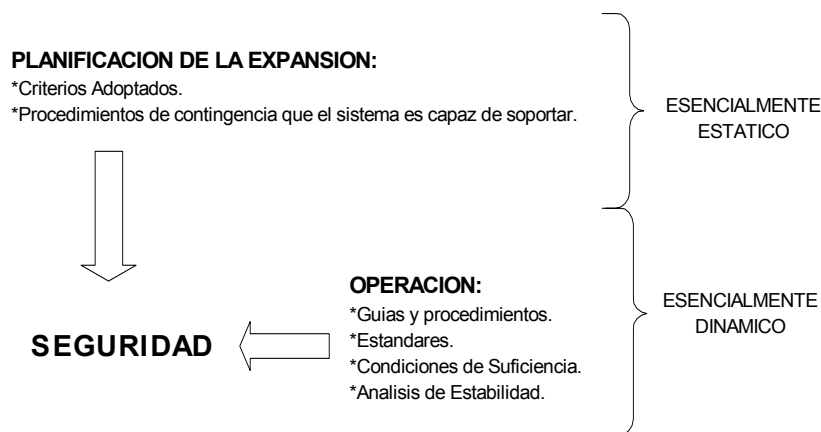 PLANIFICACION DE LA EXPANSION:
*Criterios Adoptados.
*Procedimientos de contingencia que el sistema es capaz de soportar.
ESENCIALMENTE
ESTATICO
OPERACION:
*Guias y procedimientos.
*Estandares.
*Condiciones de Suficiencia.
*Analisis de Estabilidad.
SEGURIDAD
ESENCIALMENTE
DINAMICO